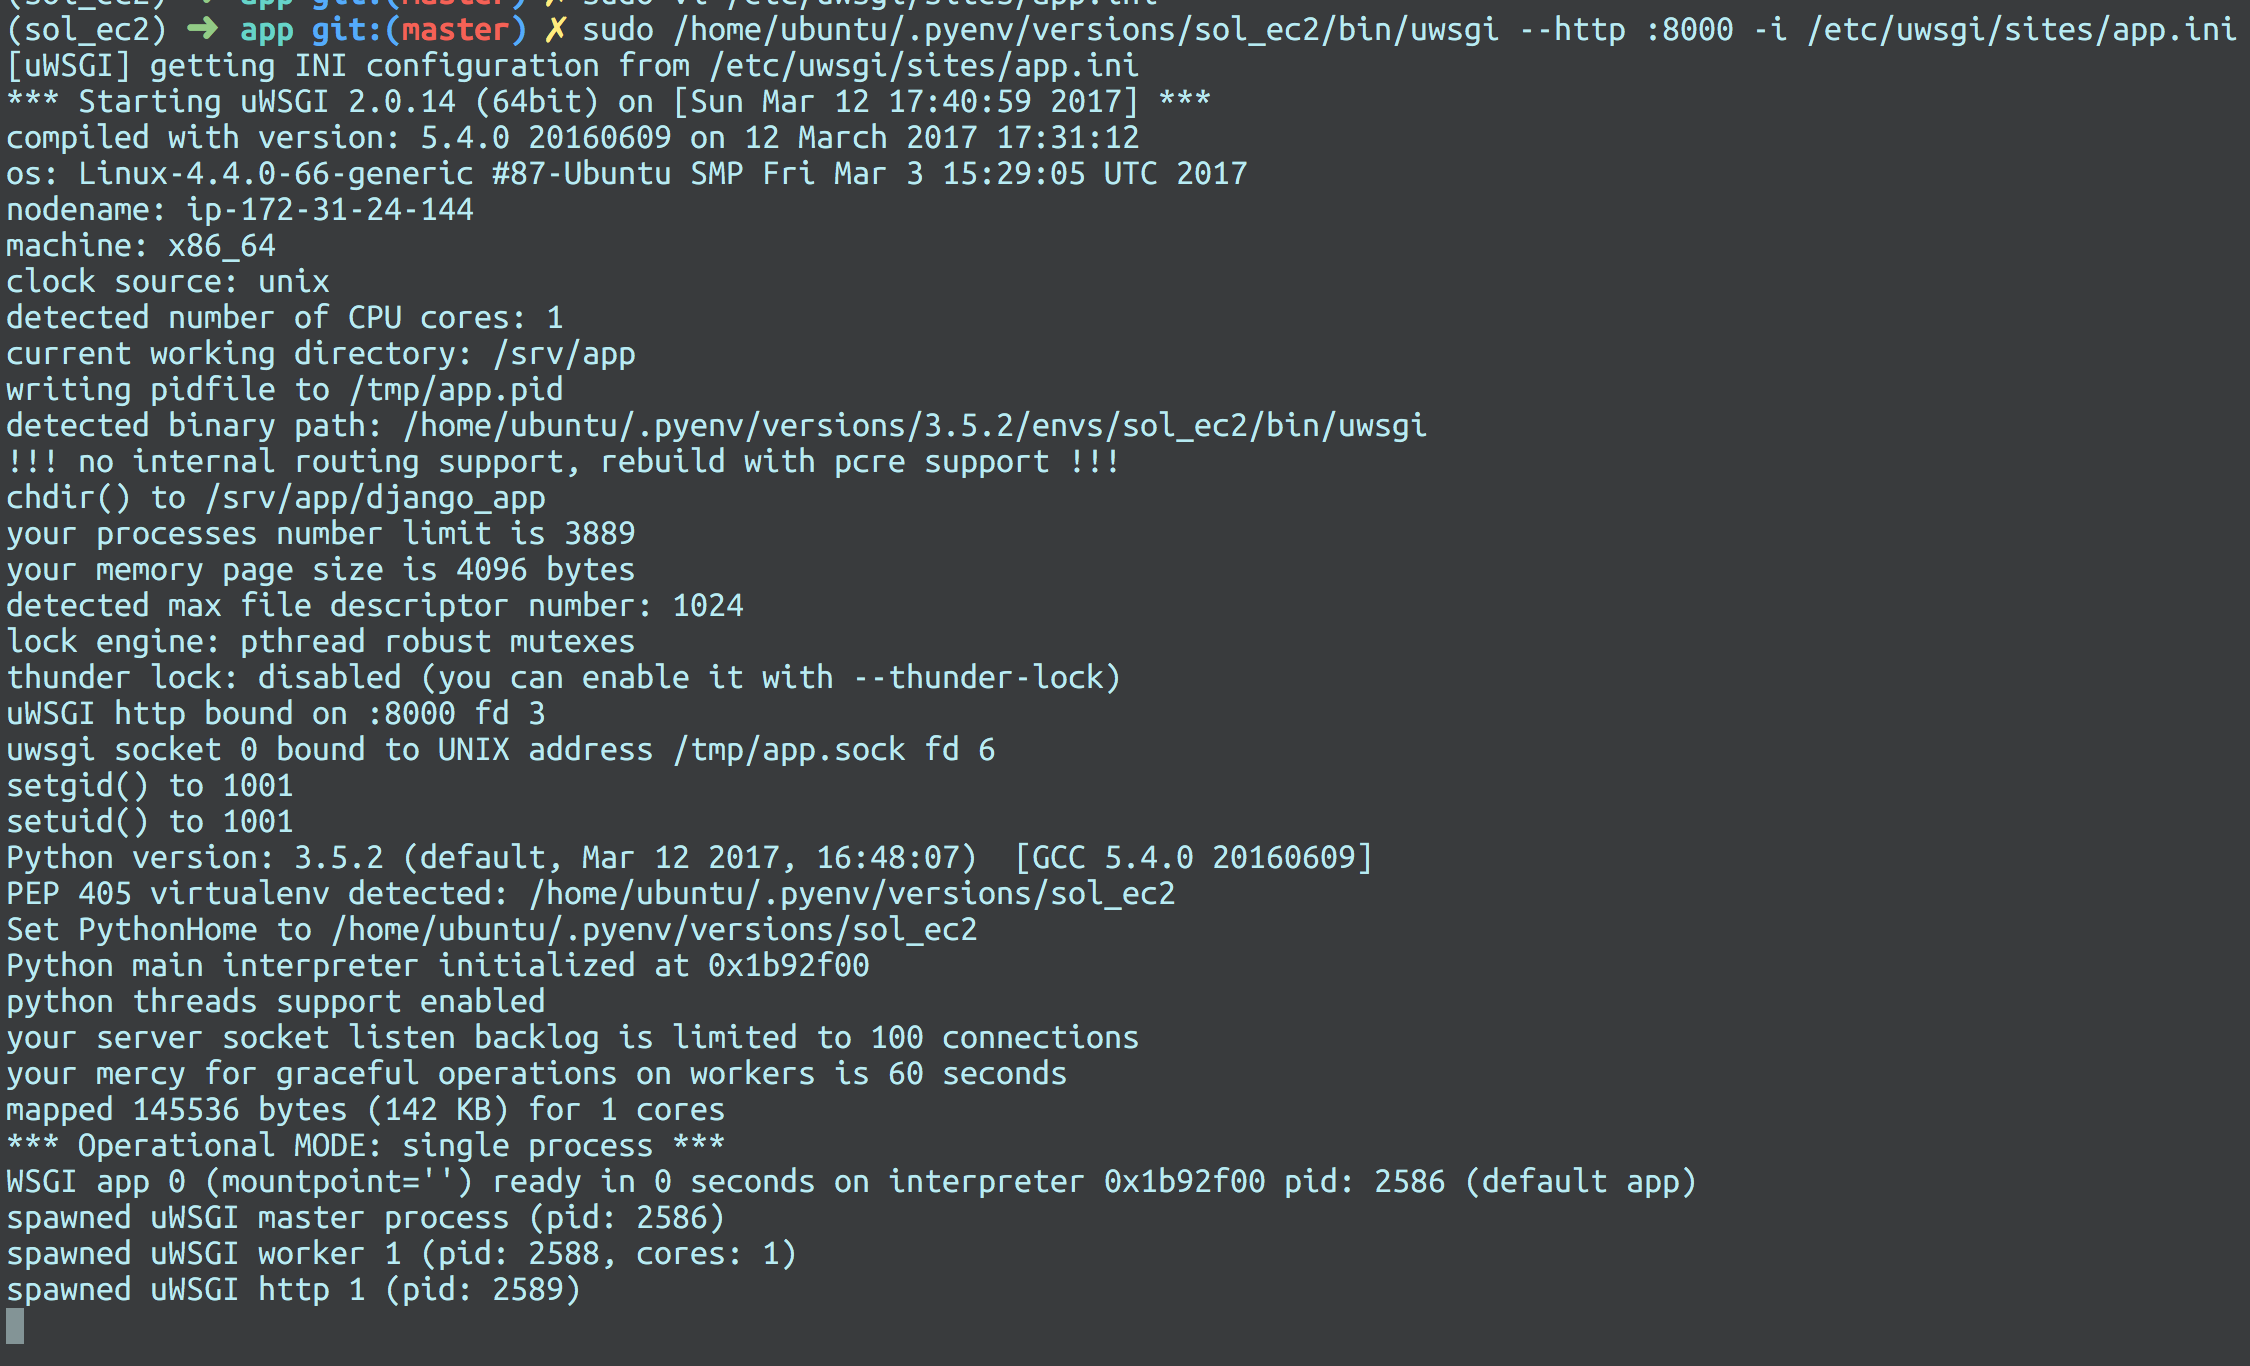 (sol_ec2) ➜ app git:(master) ✗ sudo vi /etc/uwsgi/sites/app.ini
(sol_ec2) ➜ app git:(master) ✗ sudo /home/ubuntu/.pyenv/versions/sol_ec2/bin/uwsgi --http :8000 -i /etc/uwsgi/sites/app.ini
[uWSGI] getting INI configuration from /etc/uwsgi/sites/app.ini
*** Starting uWSGI 2.0.14 (64bit) on [Sun Mar 12 17:40:59 2017] ***
compiled with version: 5.4.0 20160609 on 12 March 2017 17:31:12
os: Linux-4.4.0-66-generic #87-Ubuntu SMP Fri Mar 3 15:29:05 UTC 2017
nodename: ip-172-31-24-144
machine: x86_64
clock source: unix
detected number of CPU cores: 1
current working directory: /srv/app
writing pidfile to /tmp/app.pid
detected binary path: /home/ubuntu/.pyenv/versions/3.5.2/envs/sol_ec2/bin/uwsgi
!!! no internal routing support, rebuild with pcre support !!!
chdir() to /srv/app/django_app
your processes number limit is 3889
your memory page size is 4096 bytes
detected max file descriptor number: 1024
lock engine: pthread robust mutexes
thunder lock: disabled (you can enable it with --thunder-lock)
uWSGI http bound on :8000 fd 3
uwsgi socket 0 bound to UNIX address /tmp/app.sock fd 6
setgid() to 1001
setuid() to 1001
Python version: 3.5.2 (default, Mar 12 2017, 16:48:07)  [GCC 5.4.0 20160609]
PEP 405 virtualenv detected: /home/ubuntu/.pyenv/versions/sol_ec2
Set PythonHome to /home/ubuntu/.pyenv/versions/sol_ec2
Python main interpreter initialized at 0x1b92f00
python threads support enabled
your server socket listen backlog is limited to 100 connections
your mercy for graceful operations on workers is 60 seconds
mapped 145536 bytes (142 KB) for 1 cores
*** Operational MODE: single process ***
WSGI app 0 (mountpoint='') ready in 0 seconds on interpreter 0x1b92f00 pid: 2586 (default app)
spawned uWSGI master process (pid: 2586)
spawned uWSGI worker 1 (pid: 2588, cores: 1)
spawned uWSGI http 1 (pid: 2589)